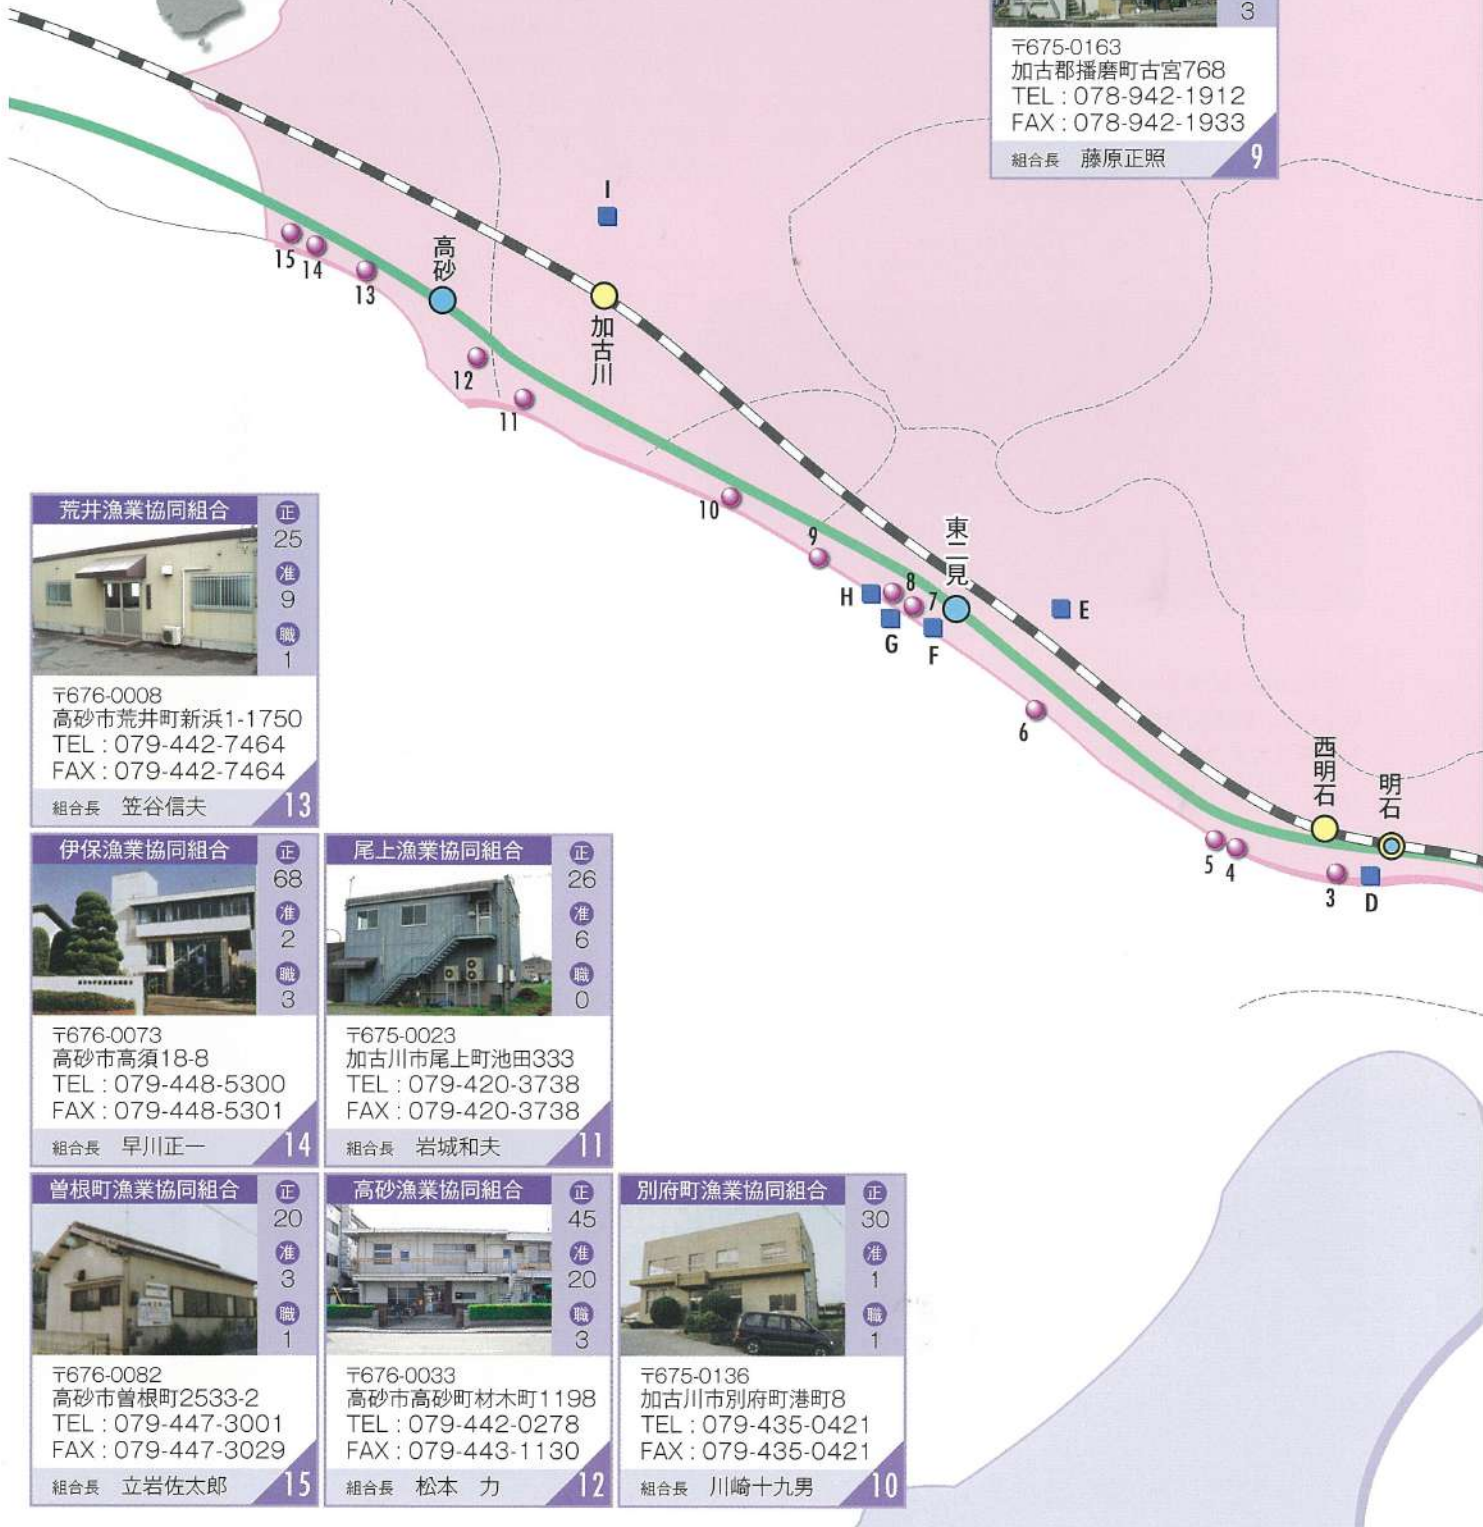 3
〒675-0163
加古郡播磨町古宮768
TEL : 078-942-1912
FAX : 078-942-1933
組合長 藤原正照
9
I
高砂
加古川
15
14
13
12
11
10
9
8
7
東二見
H
G
F
E
6
西明石
明石
5
4
3
D
荒井漁業協同組合
正
25
准
9
職
1
〒676-0008
高砂市荒井町新浜1-1750
TEL : 079-442-7464
FAX : 079-442-7464
組合長 笠谷信夫
13
伊保漁業協同組合
正
68
准
2
職
3
〒676-0073
高砂市高須18-8
TEL : 079-448-5300
FAX : 079-448-5301
組合長 早川正一
14
尾上漁業協同組合
正
26
准
6
職
0
〒675-0023
加古川市尾上町池田333
TEL : 079-420-3738
FAX : 079-420-3738
組合長 岩城和夫
11
曽根町漁業協同組合
正
20
准
3
職
1
〒676-0082
高砂市曽根町2533-2
TEL : 079-447-3001
FAX : 079-447-3029
組合長 立岩佐太郎
15
高砂漁業協同組合
正
45
准
20
職
3
〒676-0033
高砂市高砂町材木町1198
TEL : 079-442-0278
FAX : 079-443-1130
組合長 松本 力
12
別府町漁業協同組合
正
30
准
1
職
1
〒675-0136
加古川市別府町港町8
TEL : 079-435-0421
FAX : 079-435-0421
組合長 川崎十九男
10